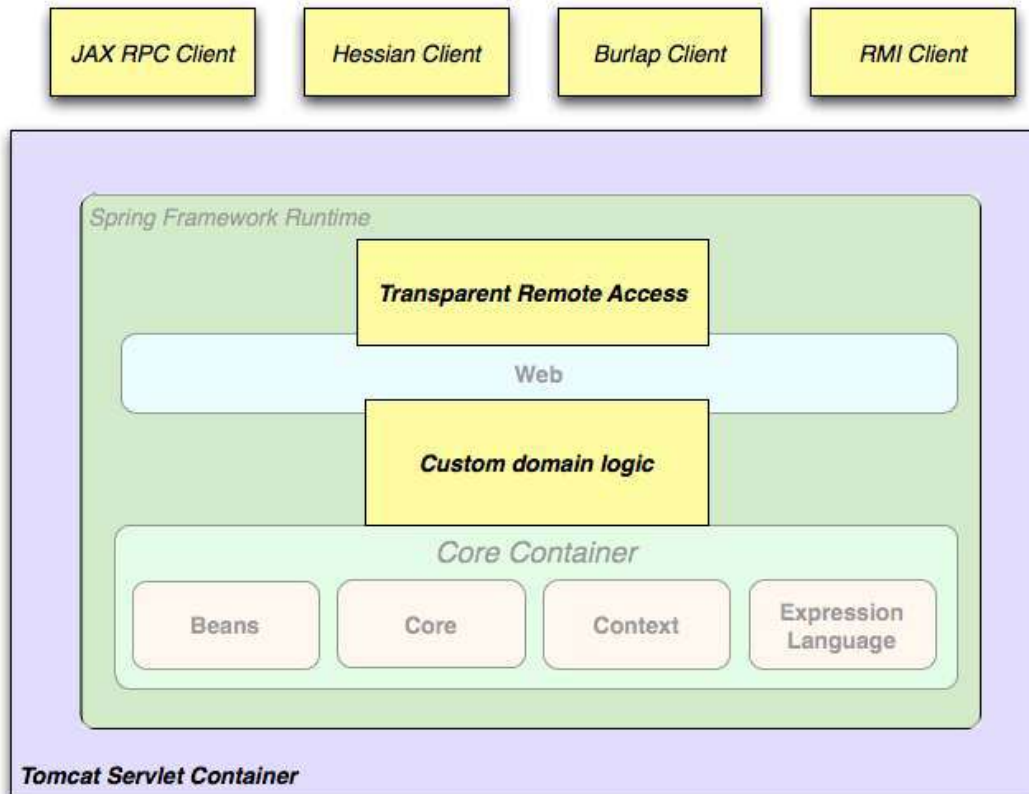 JAX RPC Client
Hessian Client
Burlap Client
RMI Client
Spring Framework Runtime
Transparent Remote Access
Web
Custom domain logic
Core Container
Beans
Core
Context
Expression
Language
Tomcat Servlet Container